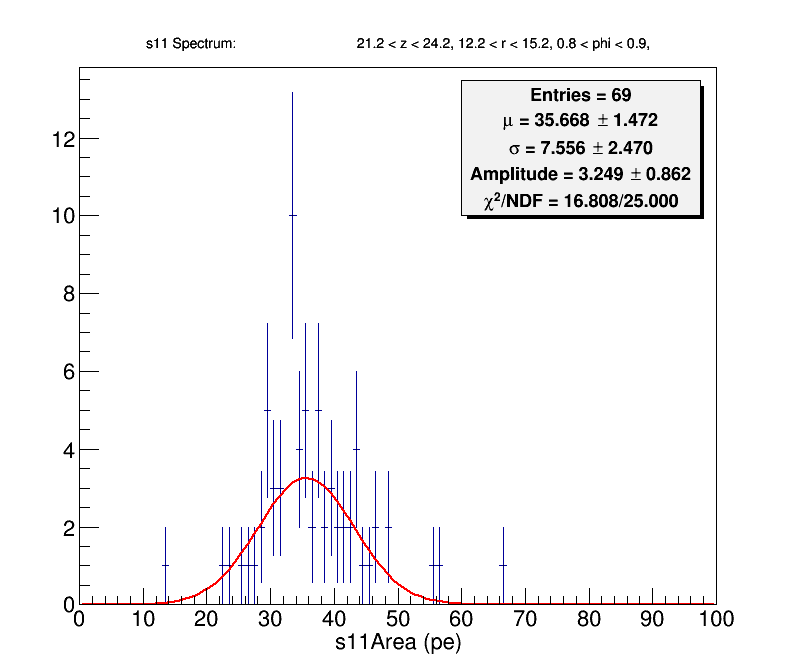 s11 Spectrum: 21.2 < z < 24.2, 12.2 < r < 15.2, 0.8 < phi < 0.9,
Entries = 69
μ = 35.668 ± 1.472
σ = 7.556 ± 2.470
Amplitude = 3.249 ± 0.862
χ²/NDF = 16.808/25.000
12
10
8
6
4
2
0
0 10 20 30 40 50 60 70 80 90 100
s11Area (pe)